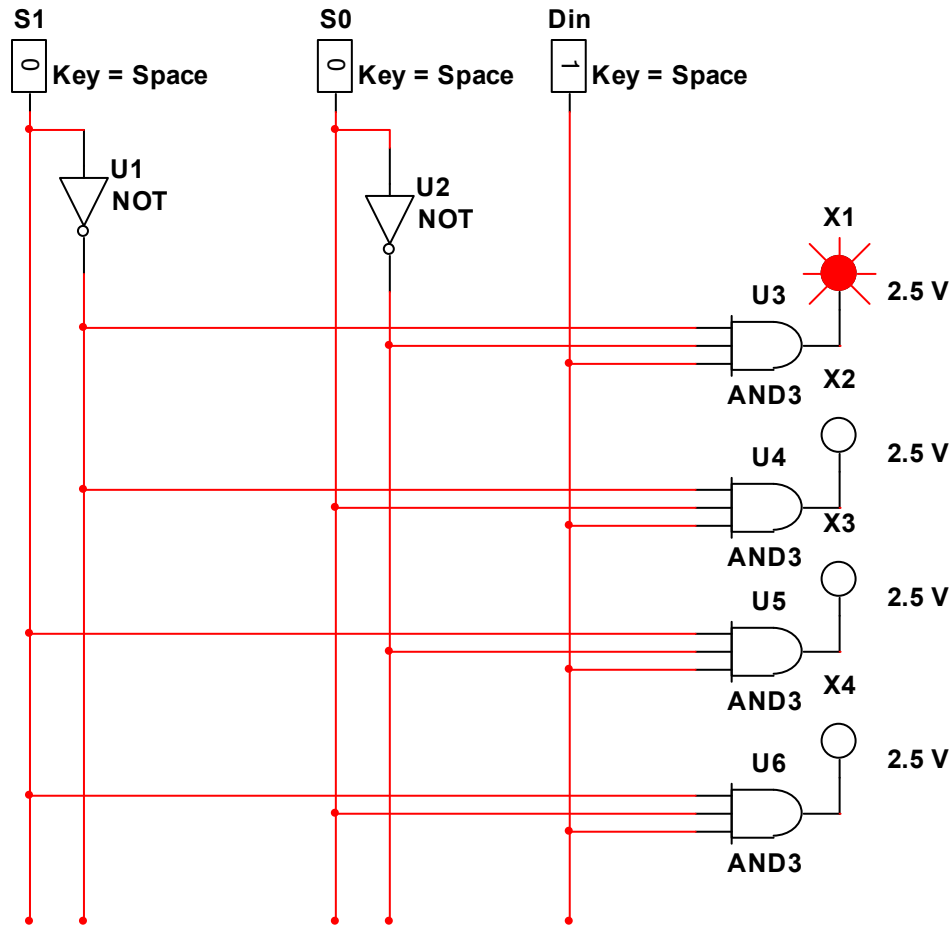 S1 S0 Din
0 Key = Space 0 Key = Space 1 Key = Space
U1
NOT
U2
NOT
X1
U3 2.5 V
AND3 X2
U4 2.5 V
AND3 X3
U5 2.5 V
AND3 X4
U6 2.5 V
AND3